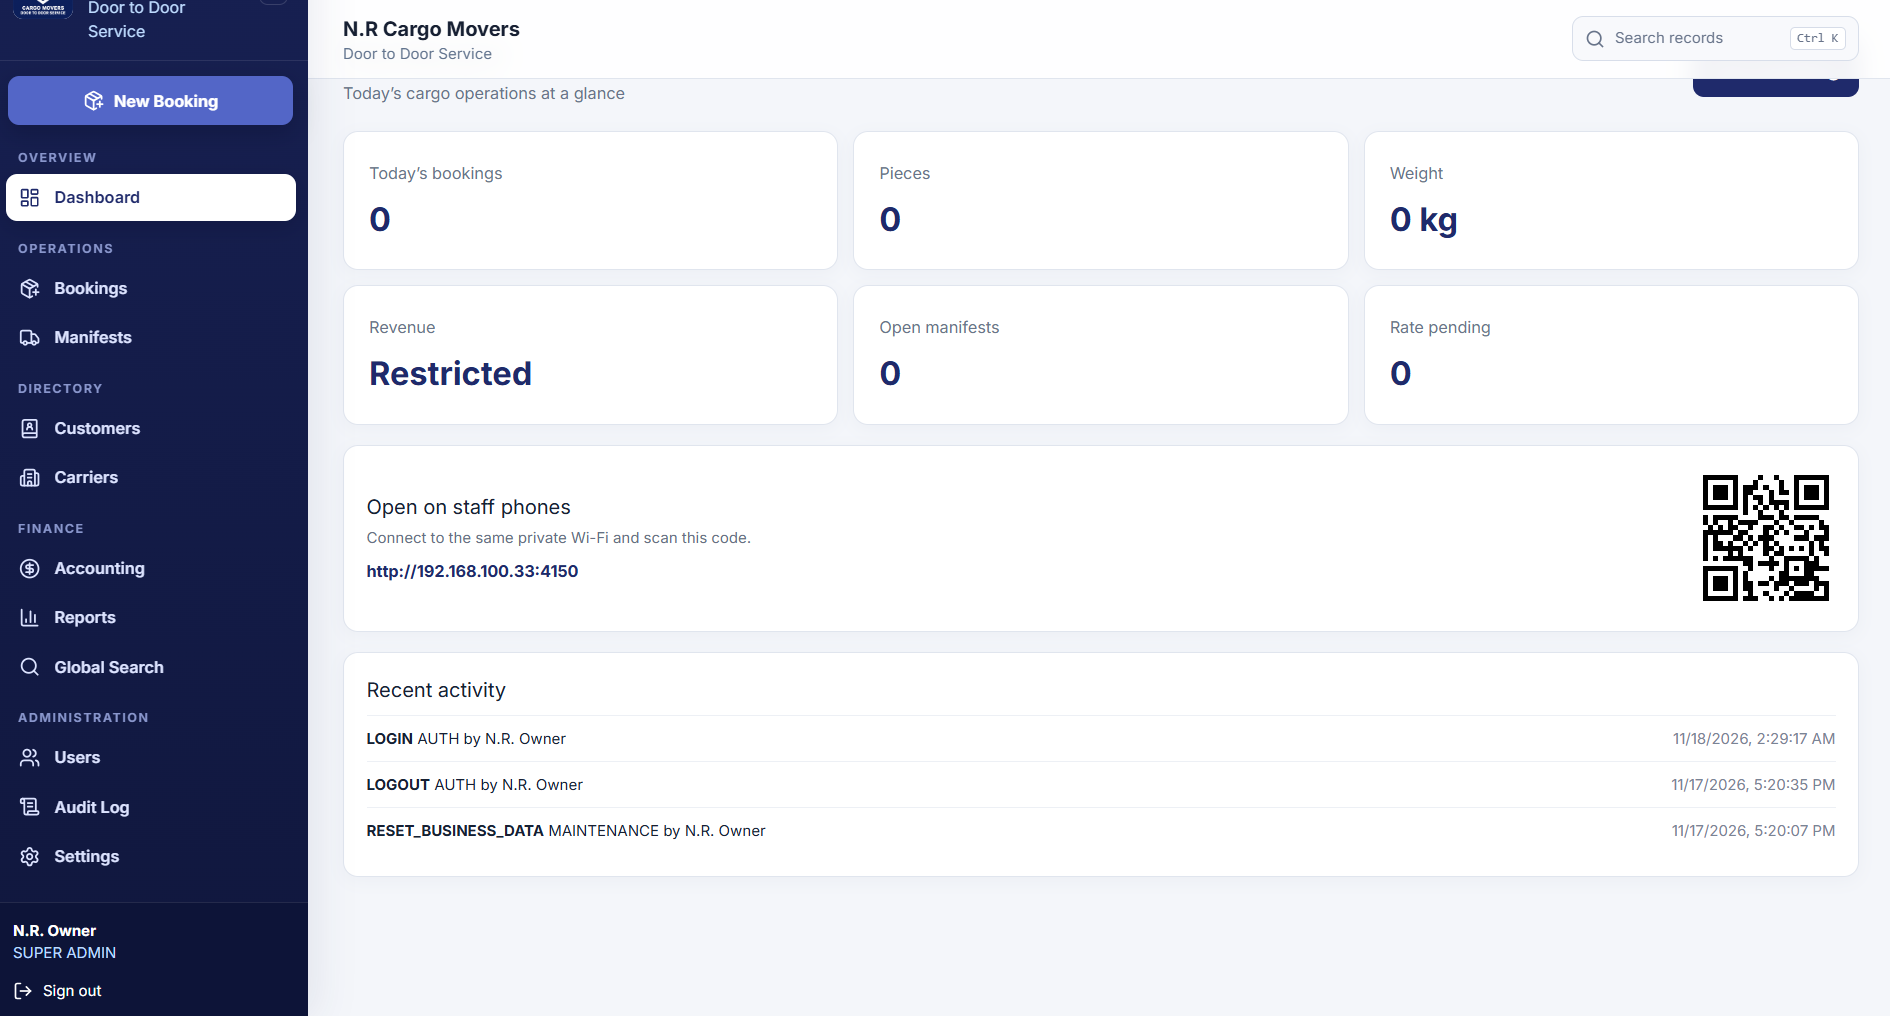 CARGO MOVERS
DOOR TO DOOR SERVICE
Door to Door
Service
New Booking
OVERVIEW
Dashboard
OPERATIONS
Bookings
Manifests
DIRECTORY
Customers
Carriers
FINANCE
Accounting
Reports
Global Search
ADMINISTRATION
Users
Audit Log
Settings
N.R. Owner
SUPER ADMIN
Sign out
N.R Cargo Movers
Door to Door Service
Search records
Ctrl K
Today’s cargo operations at a glance
Today’s bookings
0
Pieces
0
Weight
0 kg
Revenue
Restricted
Open manifests
0
Rate pending
0
Open on staff phones
Connect to the same private Wi-Fi and scan this code.
http://192.168.100.33:4150
Recent activity
LOGIN AUTH by N.R. Owner
11/18/2026, 2:29:17 AM
LOGOUT AUTH by N.R. Owner
11/17/2026, 5:20:35 PM
RESET_BUSINESS_DATA MAINTENANCE by N.R. Owner
11/17/2026, 5:20:07 PM